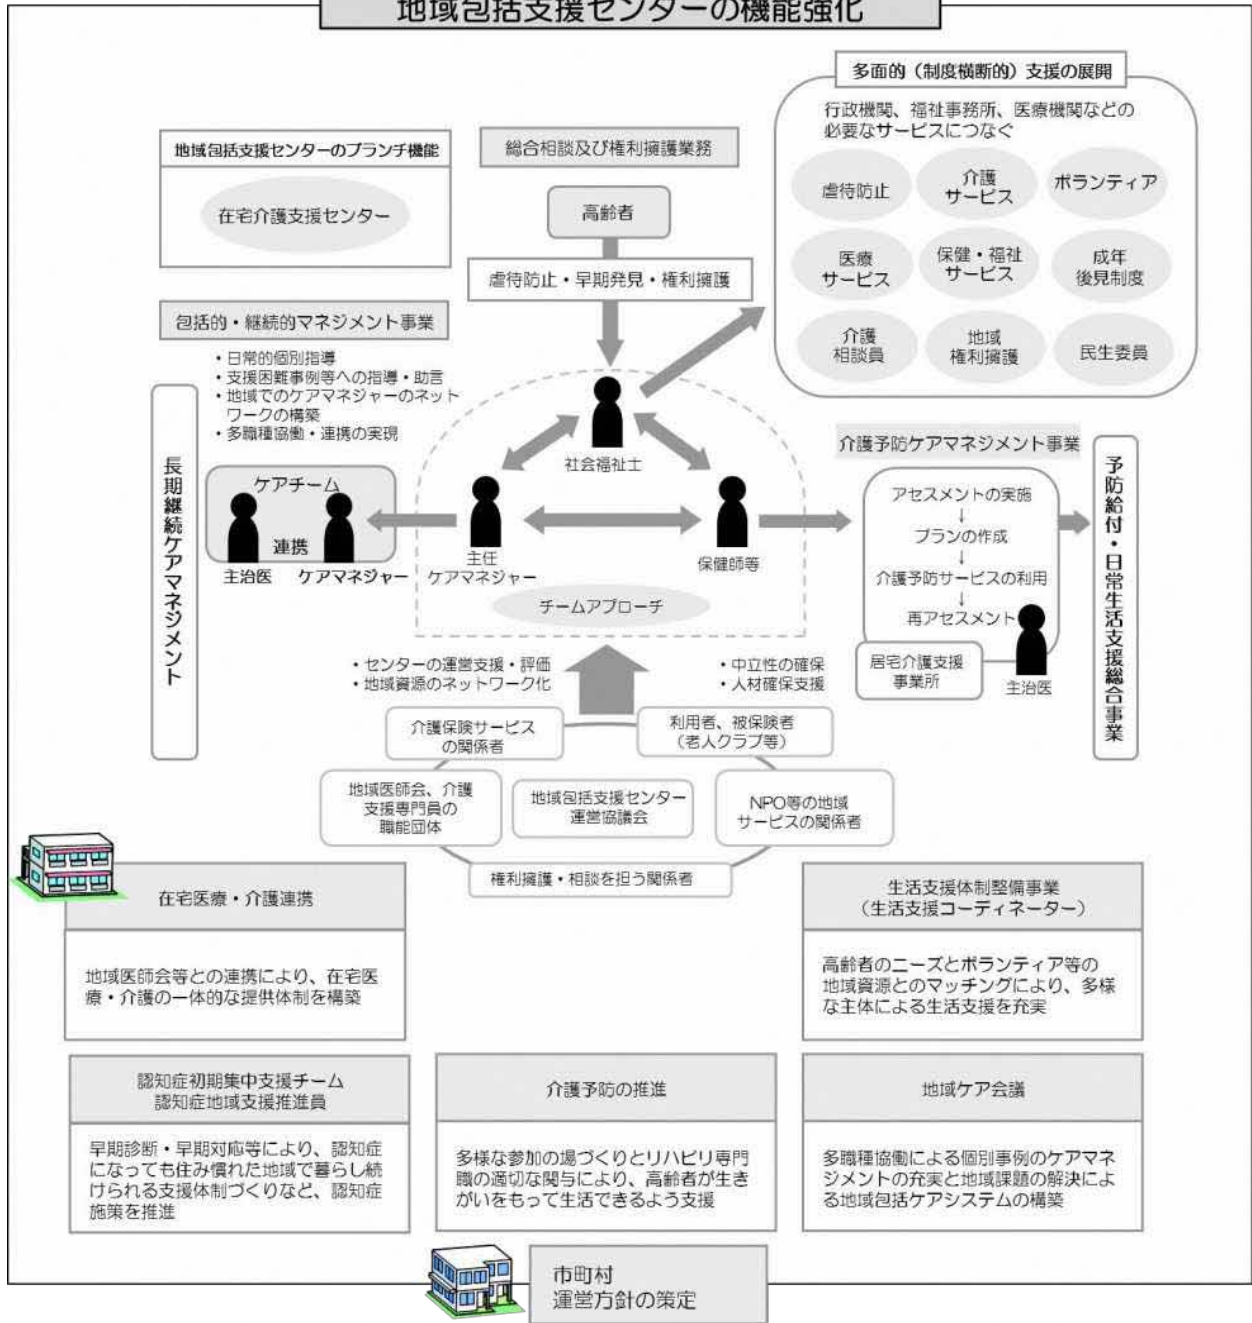 地域包括支援センターの機能強化
多面的（制度横断的）支援の展開
行政機関、福祉事務所、医療機関などの
必要なサービスにつなぐ
虐待防止
介護
サービス
ボランティア
医療
サービス
保健・福祉
サービス
成年
後見制度
介護
相談員
地域
権利擁護
民生委員
地域包括支援センターのブランチ機能
在宅介護支援センター
総合相談及び権利擁護業務
高齢者
虐待防止・早期発見・権利擁護
包括的・継続的マネジメント事業
・日常的個別指導
・支援困難事例等への指導・助言
・地域でのケアマネジャーのネット
ワークの構築
・多職種協働・連携の実現
長期継続ケアマネジメント
ケアチーム
連携
主治医
ケアマネジャー
社会福祉士
主任
ケアマネジャー
保健師等
チームアプローチ
介護予防ケアマネジメント事業
アセスメントの実施
↓
プランの作成
↓
介護予防サービスの利用
↓
再アセスメント
居宅介護支援
事業所
主治医
予防給付・日常生活支援総合事業
・センターの運営支援・評価
・地域資源のネットワーク化
・中立性の確保
・人材確保支援
介護保険サービス
の関係者
利用者、被保険者
（老人クラブ等）
地域医師会、介護
支援専門員の
職能団体
地域包括支援センター
運営協議会
NPO等の地域
サービスの関係者
権利擁護・相談を担う関係者
在宅医療・介護連携
地域医師会等との連携により、在宅医
療・介護の一体的な提供体制を構築
生活支援体制整備事業
（生活支援コーディネーター）
高齢者のニーズとボランティア等の
地域資源とのマッチングにより、多様
な主体による生活支援を充実
認知症初期集中支援チーム
認知症地域支援推進員
早期診断・早期対応等により、認知症
になっても住み慣れた地域で暮らし続
けられる支援体制づくりなど、認知症
施策を推進
介護予防の推進
多様な参加の場づくりとリハビリ専門
職の適切な関与により、高齢者が生き
がいをもって生活できるよう支援
地域ケア会議
多職種協働による個別事例のケアマネ
ジメントの充実と地域課題の解決によ
る地域包括ケアシステムの構築
市町村
運営方針の策定